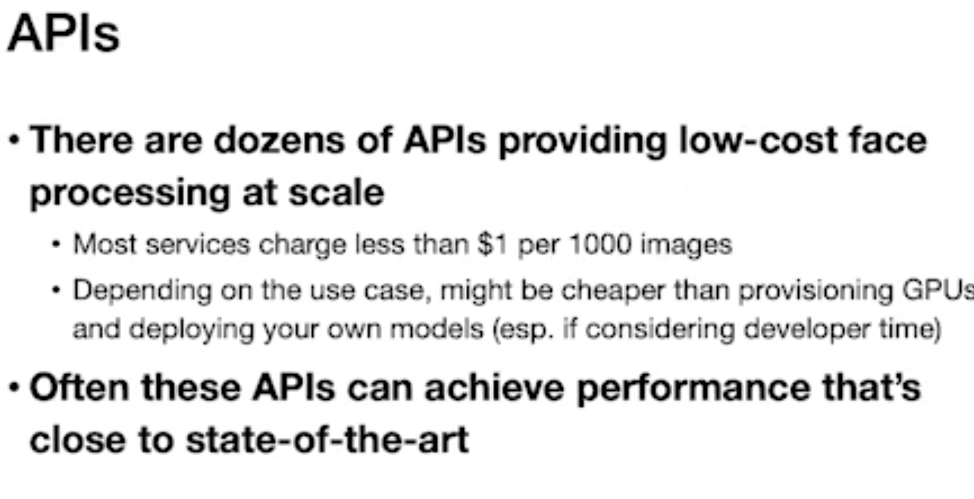 APIs
• There are dozens of APIs providing low-cost face
processing at scale
• Most services charge less than $1 per 1000 images
• Depending on the use case, might be cheaper than provisioning GPUs
and deploying your own models (esp. if considering developer time)
• Often these APIs can achieve performance that's
close to state-of-the-art